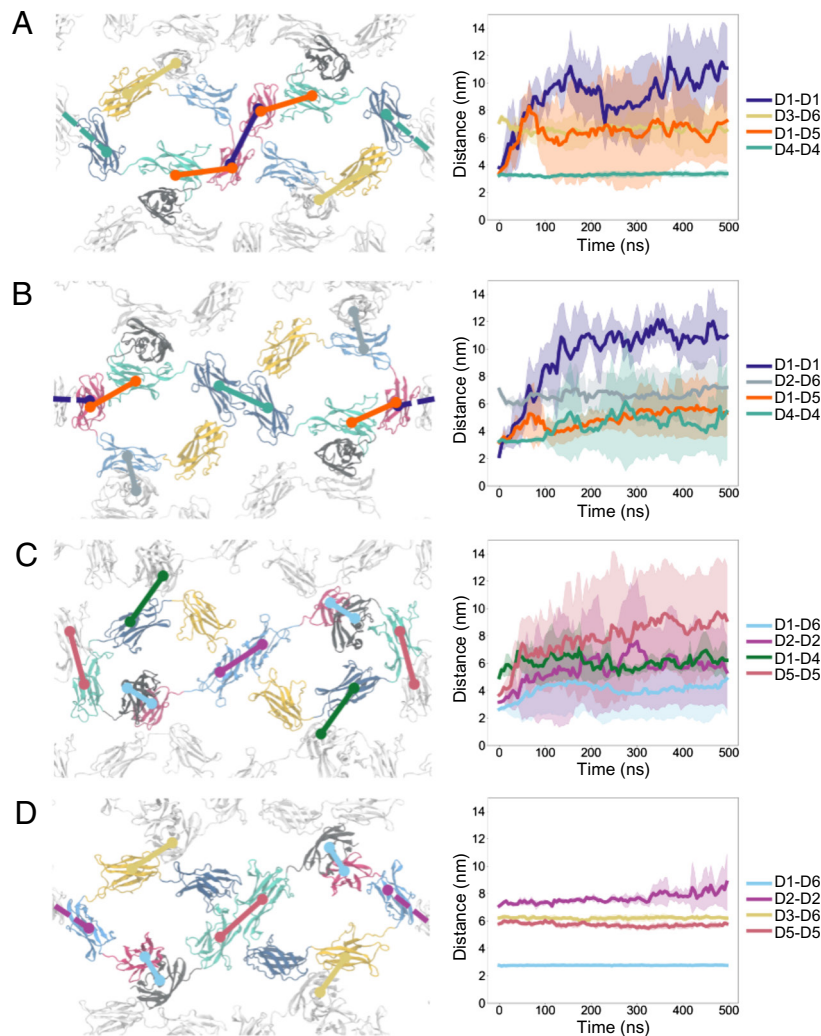 A
14
12
10
8
6
4
2
0
Distance (nm)
0 100 200 300 400 500
Time (ns)
D1-D1
D3-D6
D1-D5
D4-D4
B
14
12
10
8
6
4
2
0
Distance (nm)
0 100 200 300 400 500
Time (ns)
D1-D1
D2-D6
D1-D5
D4-D4
C
14
12
10
8
6
4
2
0
Distance (nm)
0 100 200 300 400 500
Time (ns)
D1-D6
D2-D2
D1-D4
D5-D5
D
14
12
10
8
6
4
2
0
Distance (nm)
0 100 200 300 400 500
Time (ns)
D1-D6
D2-D2
D3-D6
D5-D5